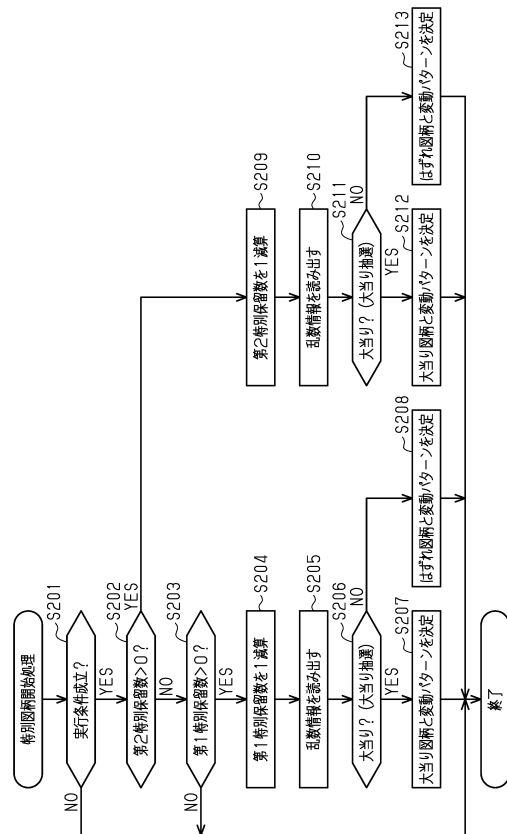 特別図柄開始処理
S201
実行条件成立？
NO
YES
S202
第２特別保留数＞０？
YES
NO
S203
第１特別保留数＞０？
YES
S204
第１特別保留数を１減算
S205
乱数情報を読み出す
S206
大当り？（大当り抽選）
NO
YES
S207
大当り図柄と変動パターンを決定
S208
はずれ図柄と変動パターンを決定
S209
第２特別保留数を１減算
S210
乱数情報を読み出す
S211
大当り？（大当り抽選）
NO
YES
S212
大当り図柄と変動パターンを決定
S213
はずれ図柄と変動パターンを決定
終了